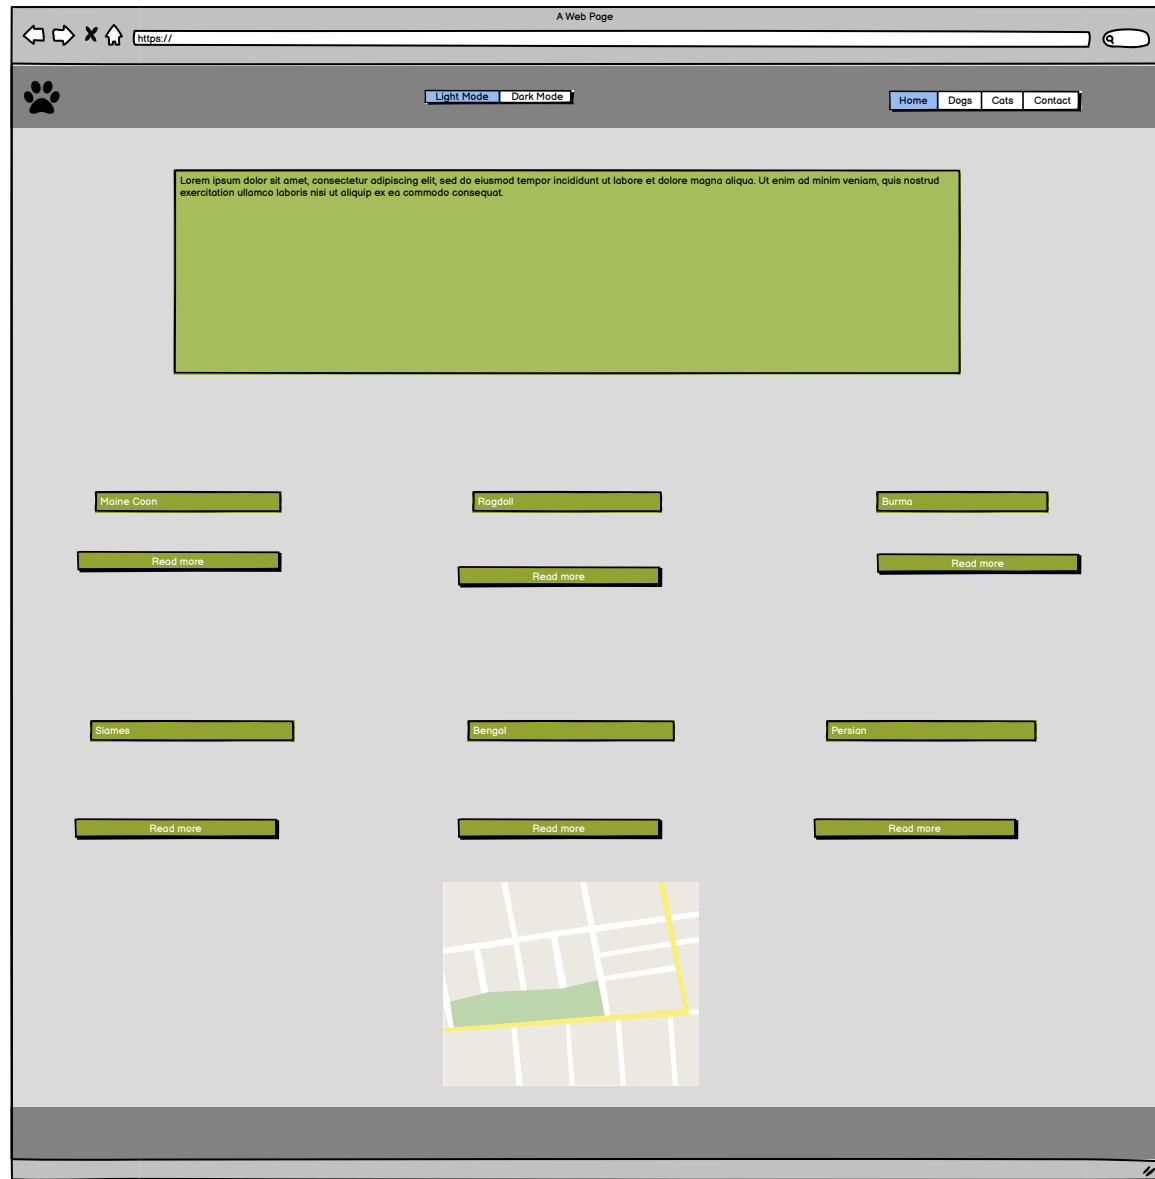 A Web Page
https://
Light Mode Dark Mode
Home Dogs Cats Contact
Lorem ipsum dolor sit amet, consectetur adipiscing elit, sed do eiusmod tempor incididunt ut labore et dolore magna aliqua. Ut enim ad minim veniam, quis nostrud
exercitation ullamco laboris nisi ut aliquip ex ea commodo consequat.
Maine Coon Ragdoll Burma
Read more Read more Read more
Siames Bengal Persian
Read more Read more Read more